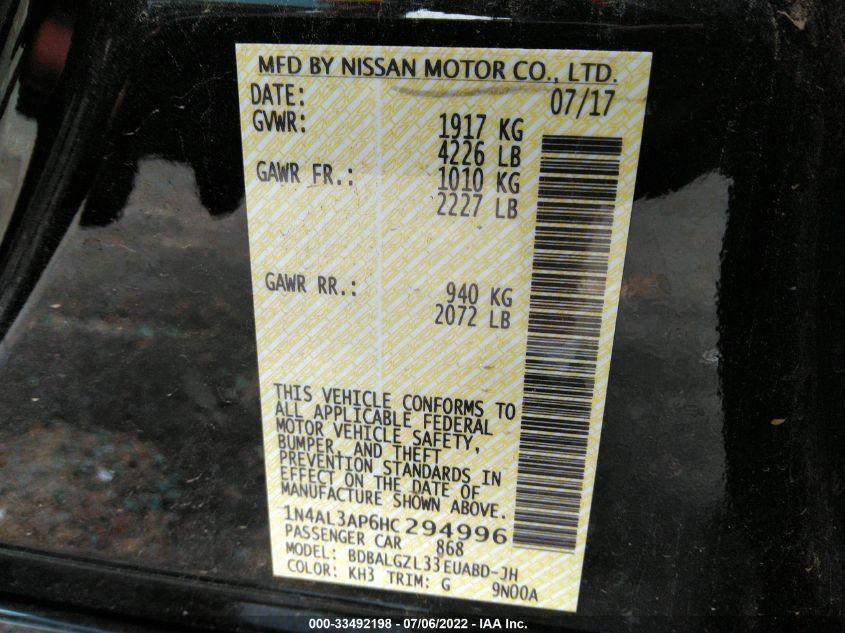 MFD BY NISSAN MOTOR CO., LTD.
DATE: 07/17
GVWR: 1917 KG
4226 LB
GAWR FR.: 1010 KG
2227 LB
GAWR RR.: 940 KG
2072 LB
THIS VEHICLE CONFORMS TO
ALL APPLICABLE FEDERAL
MOTOR VEHICLE SAFETY,
BUMPER, AND THEFT
PREVENTION STANDARDS IN
EFFECT ON THE DATE OF
MANUFACTURE SHOWN ABOVE.
1N4AL3AP6HC294996
PASSENGER CAR 868
MODEL: BDBALGZL33EUABD-JH
COLOR: KH3 TRIM: G 9N00A
000-33492198 - 07/06/2022 - IAA Inc.